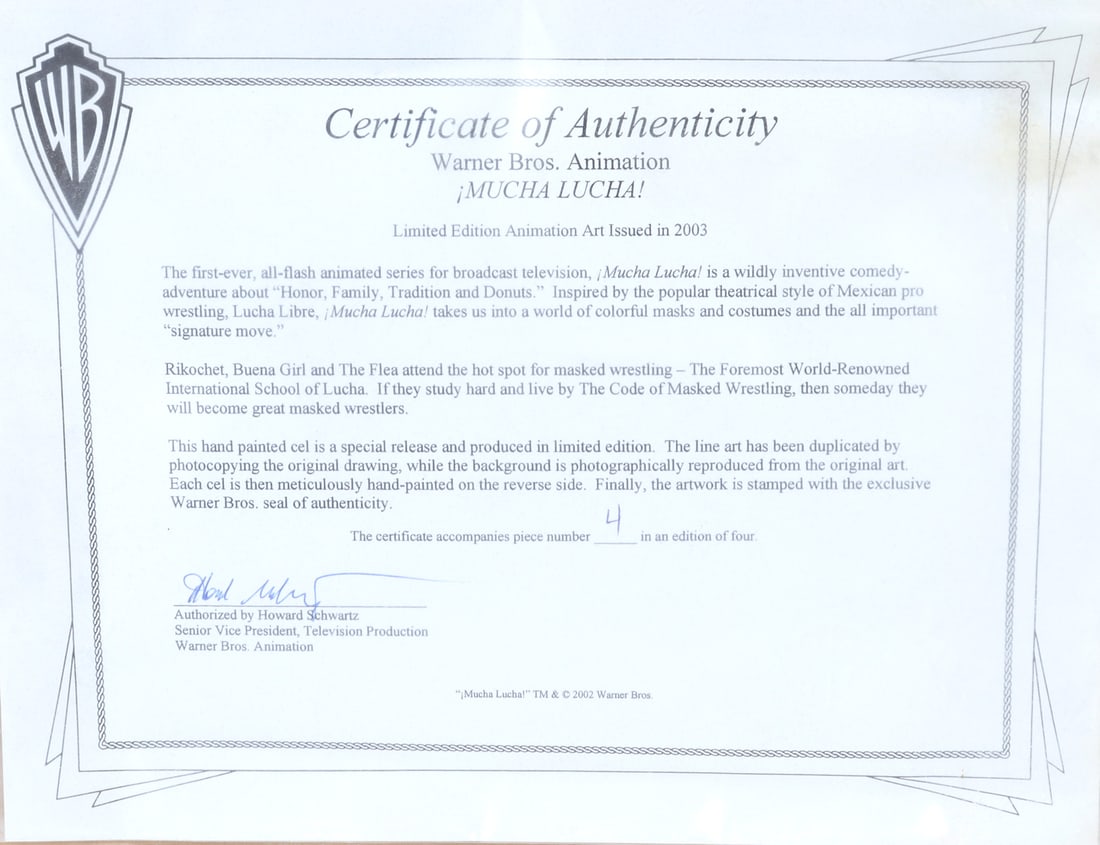 WB
Certificate of Authenticity
Warner Bros. Animation
¡MUCHA LUCHA!
Limited Edition Animation Art Issued in 2003
The first-ever, all-flash animated series for broadcast television, ¡Mucha Lucha! is a wildly inventive comedy-
adventure about “Honor, Family, Tradition and Donuts.” Inspired by the popular theatrical style of Mexican pro
wrestling, Lucha Libre, ¡Mucha Lucha! takes us into a world of colorful masks and costumes and the all important
“signature move.”
Rikochet, Buena Girl and The Flea attend the hot spot for masked wrestling – The Foremost World-Renowned
International School of Lucha. If they study hard and live by The Code of Masked Wrestling, then someday they
will become great masked wrestlers.
This hand painted cel is a special release and produced in limited edition. The line art has been duplicated by
photocopying the original drawing, while the background is photographically reproduced from the original art.
Each cel is then meticulously hand-painted on the reverse side. Finally, the artwork is stamped with the exclusive
Warner Bros. seal of authenticity.
The certificate accompanies piece number 4 in an edition of four.
Authorized by Howard Schwartz
Senior Vice President, Television Production
Warner Bros. Animation
“¡Mucha Lucha!” TM & © 2002 Warner Bros.